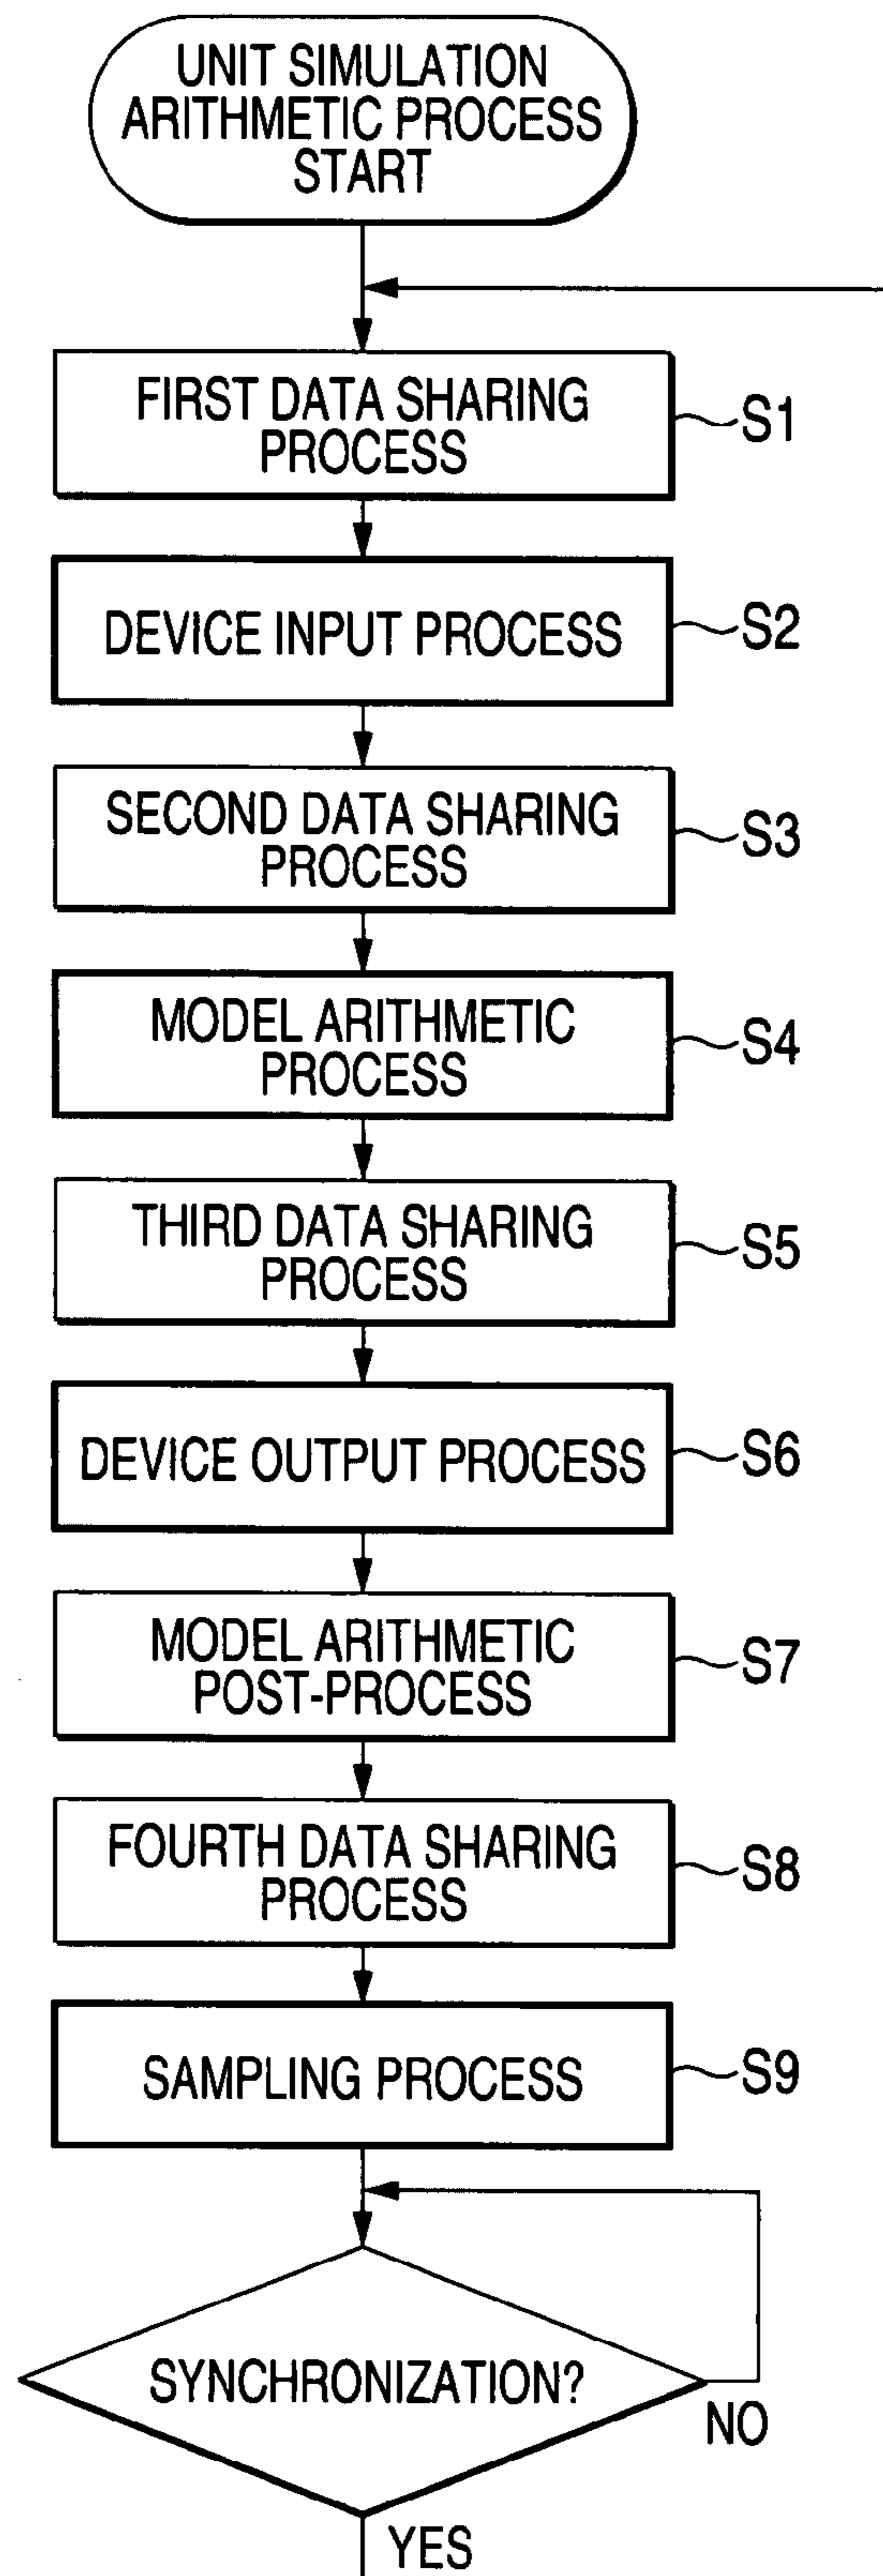 UNIT SIMULATION
ARITHMETIC PROCESS
START
FIRST DATA SHARING
PROCESS
S1
DEVICE INPUT PROCESS
S2
SECOND DATA SHARING
PROCESS
S3
MODEL ARITHMETIC
PROCESS
S4
THIRD DATA SHARING
PROCESS
S5
DEVICE OUTPUT PROCESS
S6
MODEL ARITHMETIC
POST-PROCESS
S7
FOURTH DATA SHARING
PROCESS
S8
SAMPLING PROCESS
S9
SYNCHRONIZATION?
NO
YES